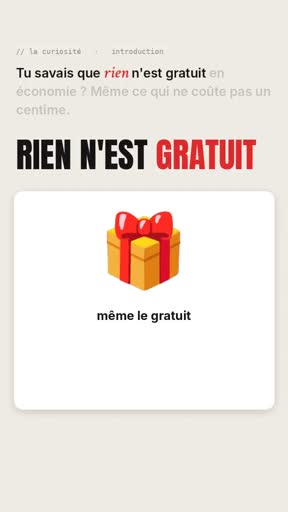 // la curiosité · introduction
Tu savais que rien n'est gratuit en
économie ? Même ce qui ne coûte pas un
centime.
RIEN N'EST GRATUIT
même le gratuit